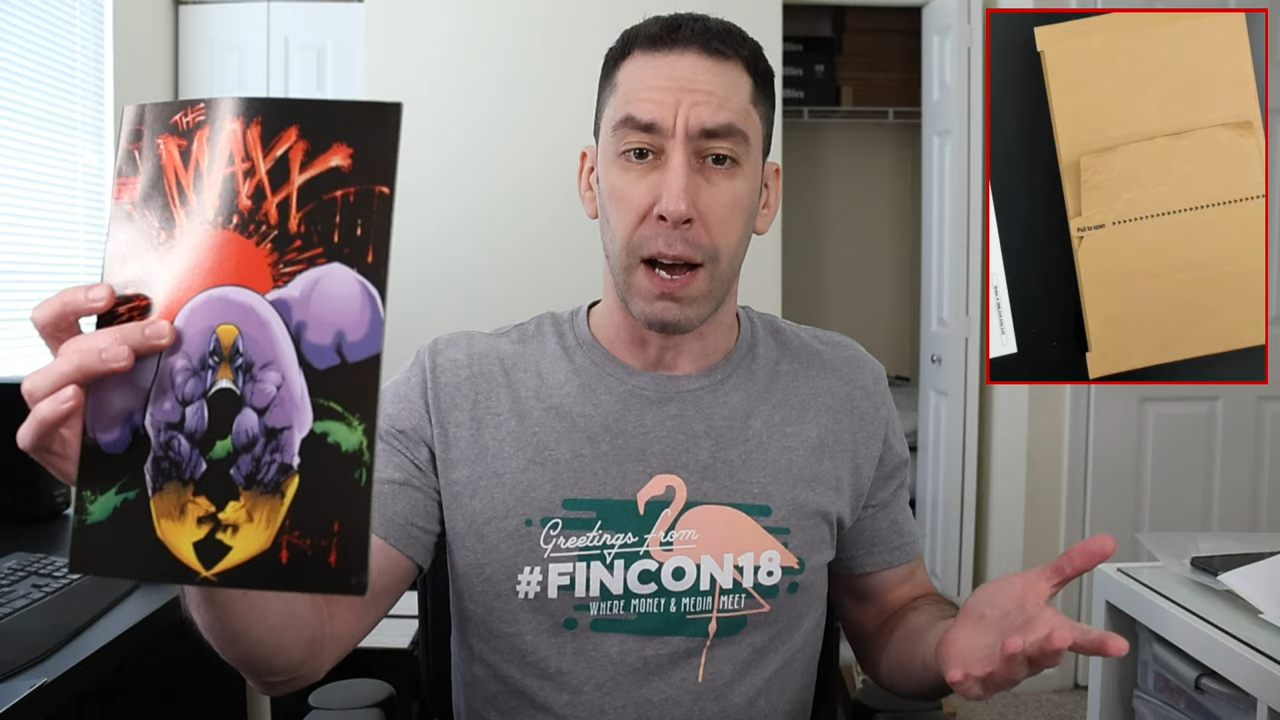 THE
MAXX
Greetings from
#FINCON18
WHERE MONEY & MEDIA MEET
Pull to open